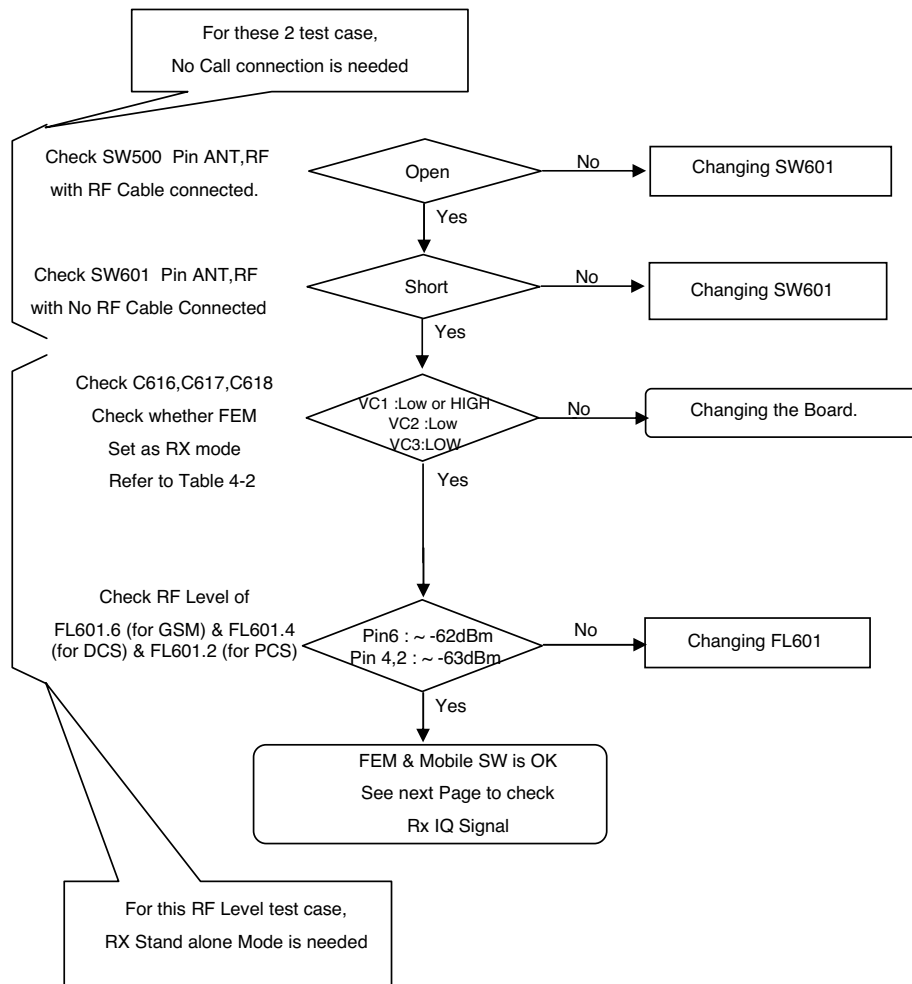 For these 2 test case,
No Call connection is needed
Check SW500 Pin ANT,RF
with RF Cable connected.
Open
No
Changing SW601
Yes
Check SW601 Pin ANT,RF
with No RF Cable Connected
Short
No
Changing SW601
Yes
Check C616,C617,C618
Check whether FEM
Set as RX mode
Refer to Table 4-2
VC1 :Low or HIGH
VC2 :Low
VC3:LOW
No
Changing the Board.
Yes
Check RF Level of
FL601.6 (for GSM) & FL601.4
(for DCS) & FL601.2 (for PCS)
Pin6 : ~ -62dBm
Pin 4,2 : ~ -63dBm
No
Changing FL601
Yes
FEM & Mobile SW is OK
See next Page to check
Rx IQ Signal
For this RF Level test case,
RX Stand alone Mode is needed